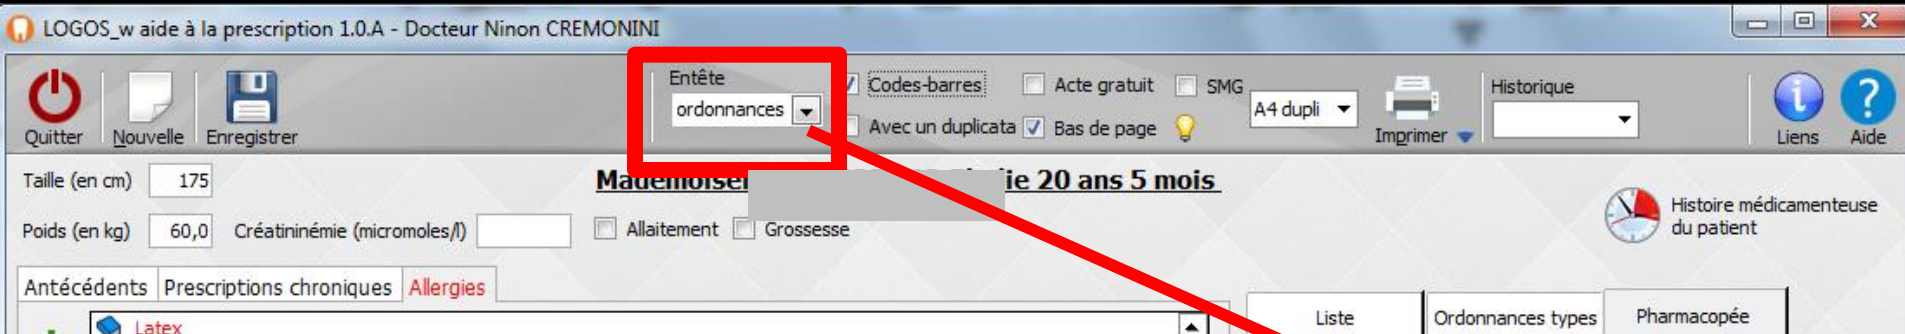 LOGOS_w aide à la prescription 1.0.A - Docteur Ninon CREMONINI
Entête
ordonnances
Codes-barres
Acte gratuit
SMG
Avec un duplicata
Bas de page
A4 dupli
Imprimer
Historique
Quitter
Nouvelle
Enregistrer
Liens
Aide
Taille (en cm) 175
20 ans 5 mois
Poids (en kg) 60,0 Créatininémie (micromoles/l)
Allaitement
Grossesse
Histoire médicamenteuse
du patient
Antécédents Prescriptions chroniques Allergies
Latex
Liste
Ordonnances types
Pharmacopée